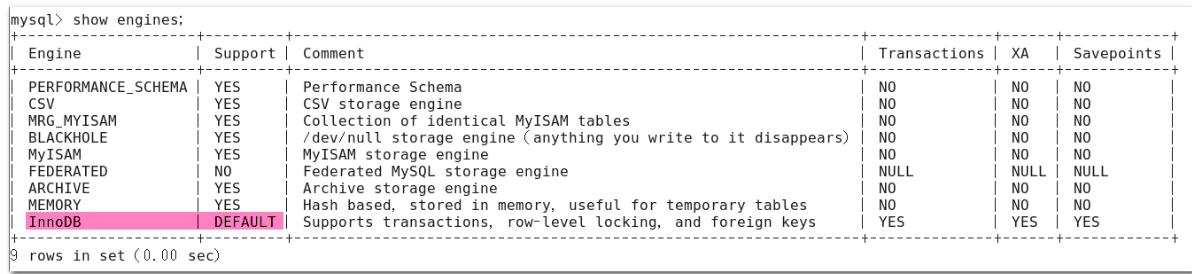 mysql> show engines;
+--------------------+---------+----------------------------------------------------------------+--------------+------+------------+
| Engine             | Support | Comment                                                        | Transactions | XA   | Savepoints |
+--------------------+---------+----------------------------------------------------------------+--------------+------+------------+
| PERFORMANCE_SCHEMA | YES     | Performance Schema                                             | NO           | NO   | NO         |
| CSV                | YES     | CSV storage engine                                             | NO           | NO   | NO         |
| MRG_MYISAM         | YES     | Collection of identical MyISAM tables                          | NO           | NO   | NO         |
| BLACKHOLE          | YES     | /dev/null storage engine (anything you write to it disappears) | NO           | NO   | NO         |
| MyISAM             | YES     | MyISAM storage engine                                          | NO           | NO   | NO         |
| FEDERATED          | NO      | Federated MySQL storage engine                                 | NULL         | NULL | NULL       |
| ARCHIVE            | YES     | Archive storage engine                                         | NO           | NO   | NO         |
| MEMORY             | YES     | Hash based, stored in memory, useful for temporary tables      | NO           | NO   | NO         |
| InnoDB             | DEFAULT | Supports transactions, row-level locking, and foreign keys     | YES          | YES  | YES        |
+--------------------+---------+----------------------------------------------------------------+--------------+------+------------+
9 rows in set (0.00 sec)